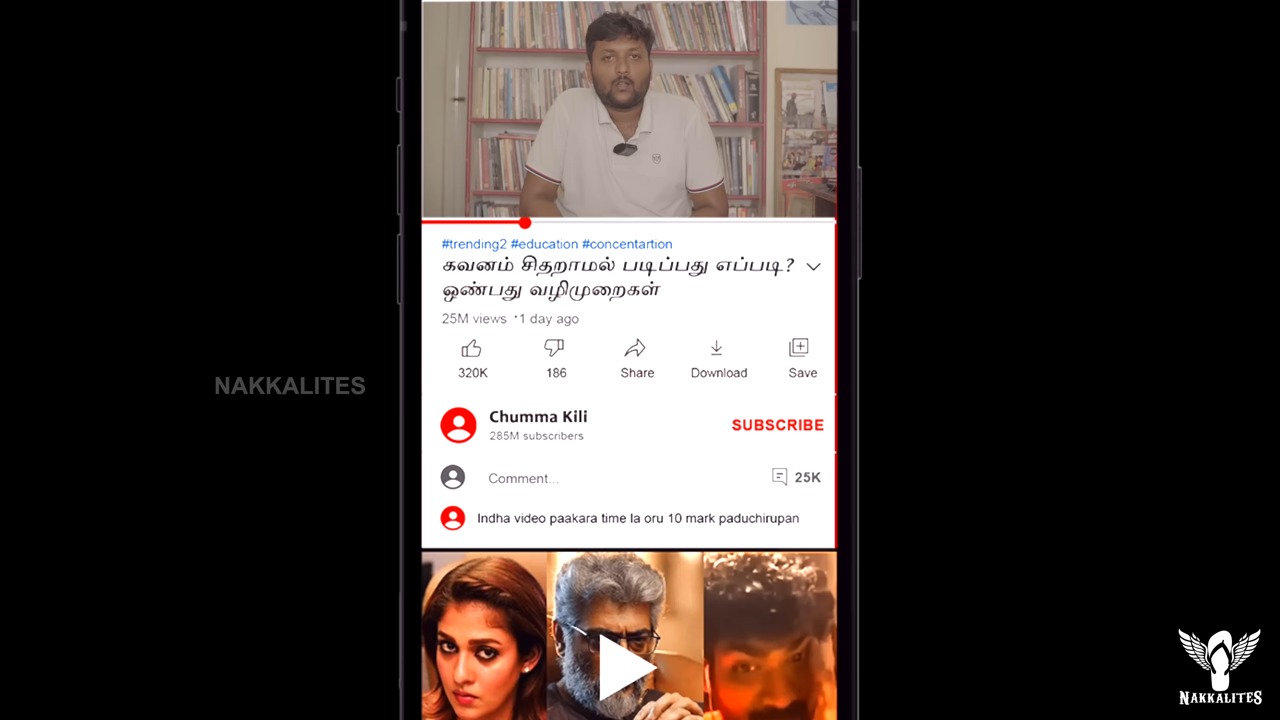 #trending2 #education #concentartion
கவனம் சிதறாமல் படிப்பது எப்படி?
ஒண்பது வழிமுறைகள்
25M views · 1 day ago
320K 186 Share Download Save
NAKKALITES
Chumma Kili
285M subscribers
SUBSCRIBE
Comment...
25K
Indha video paakara time la oru 10 mark paduchirupan
NAKKALITES